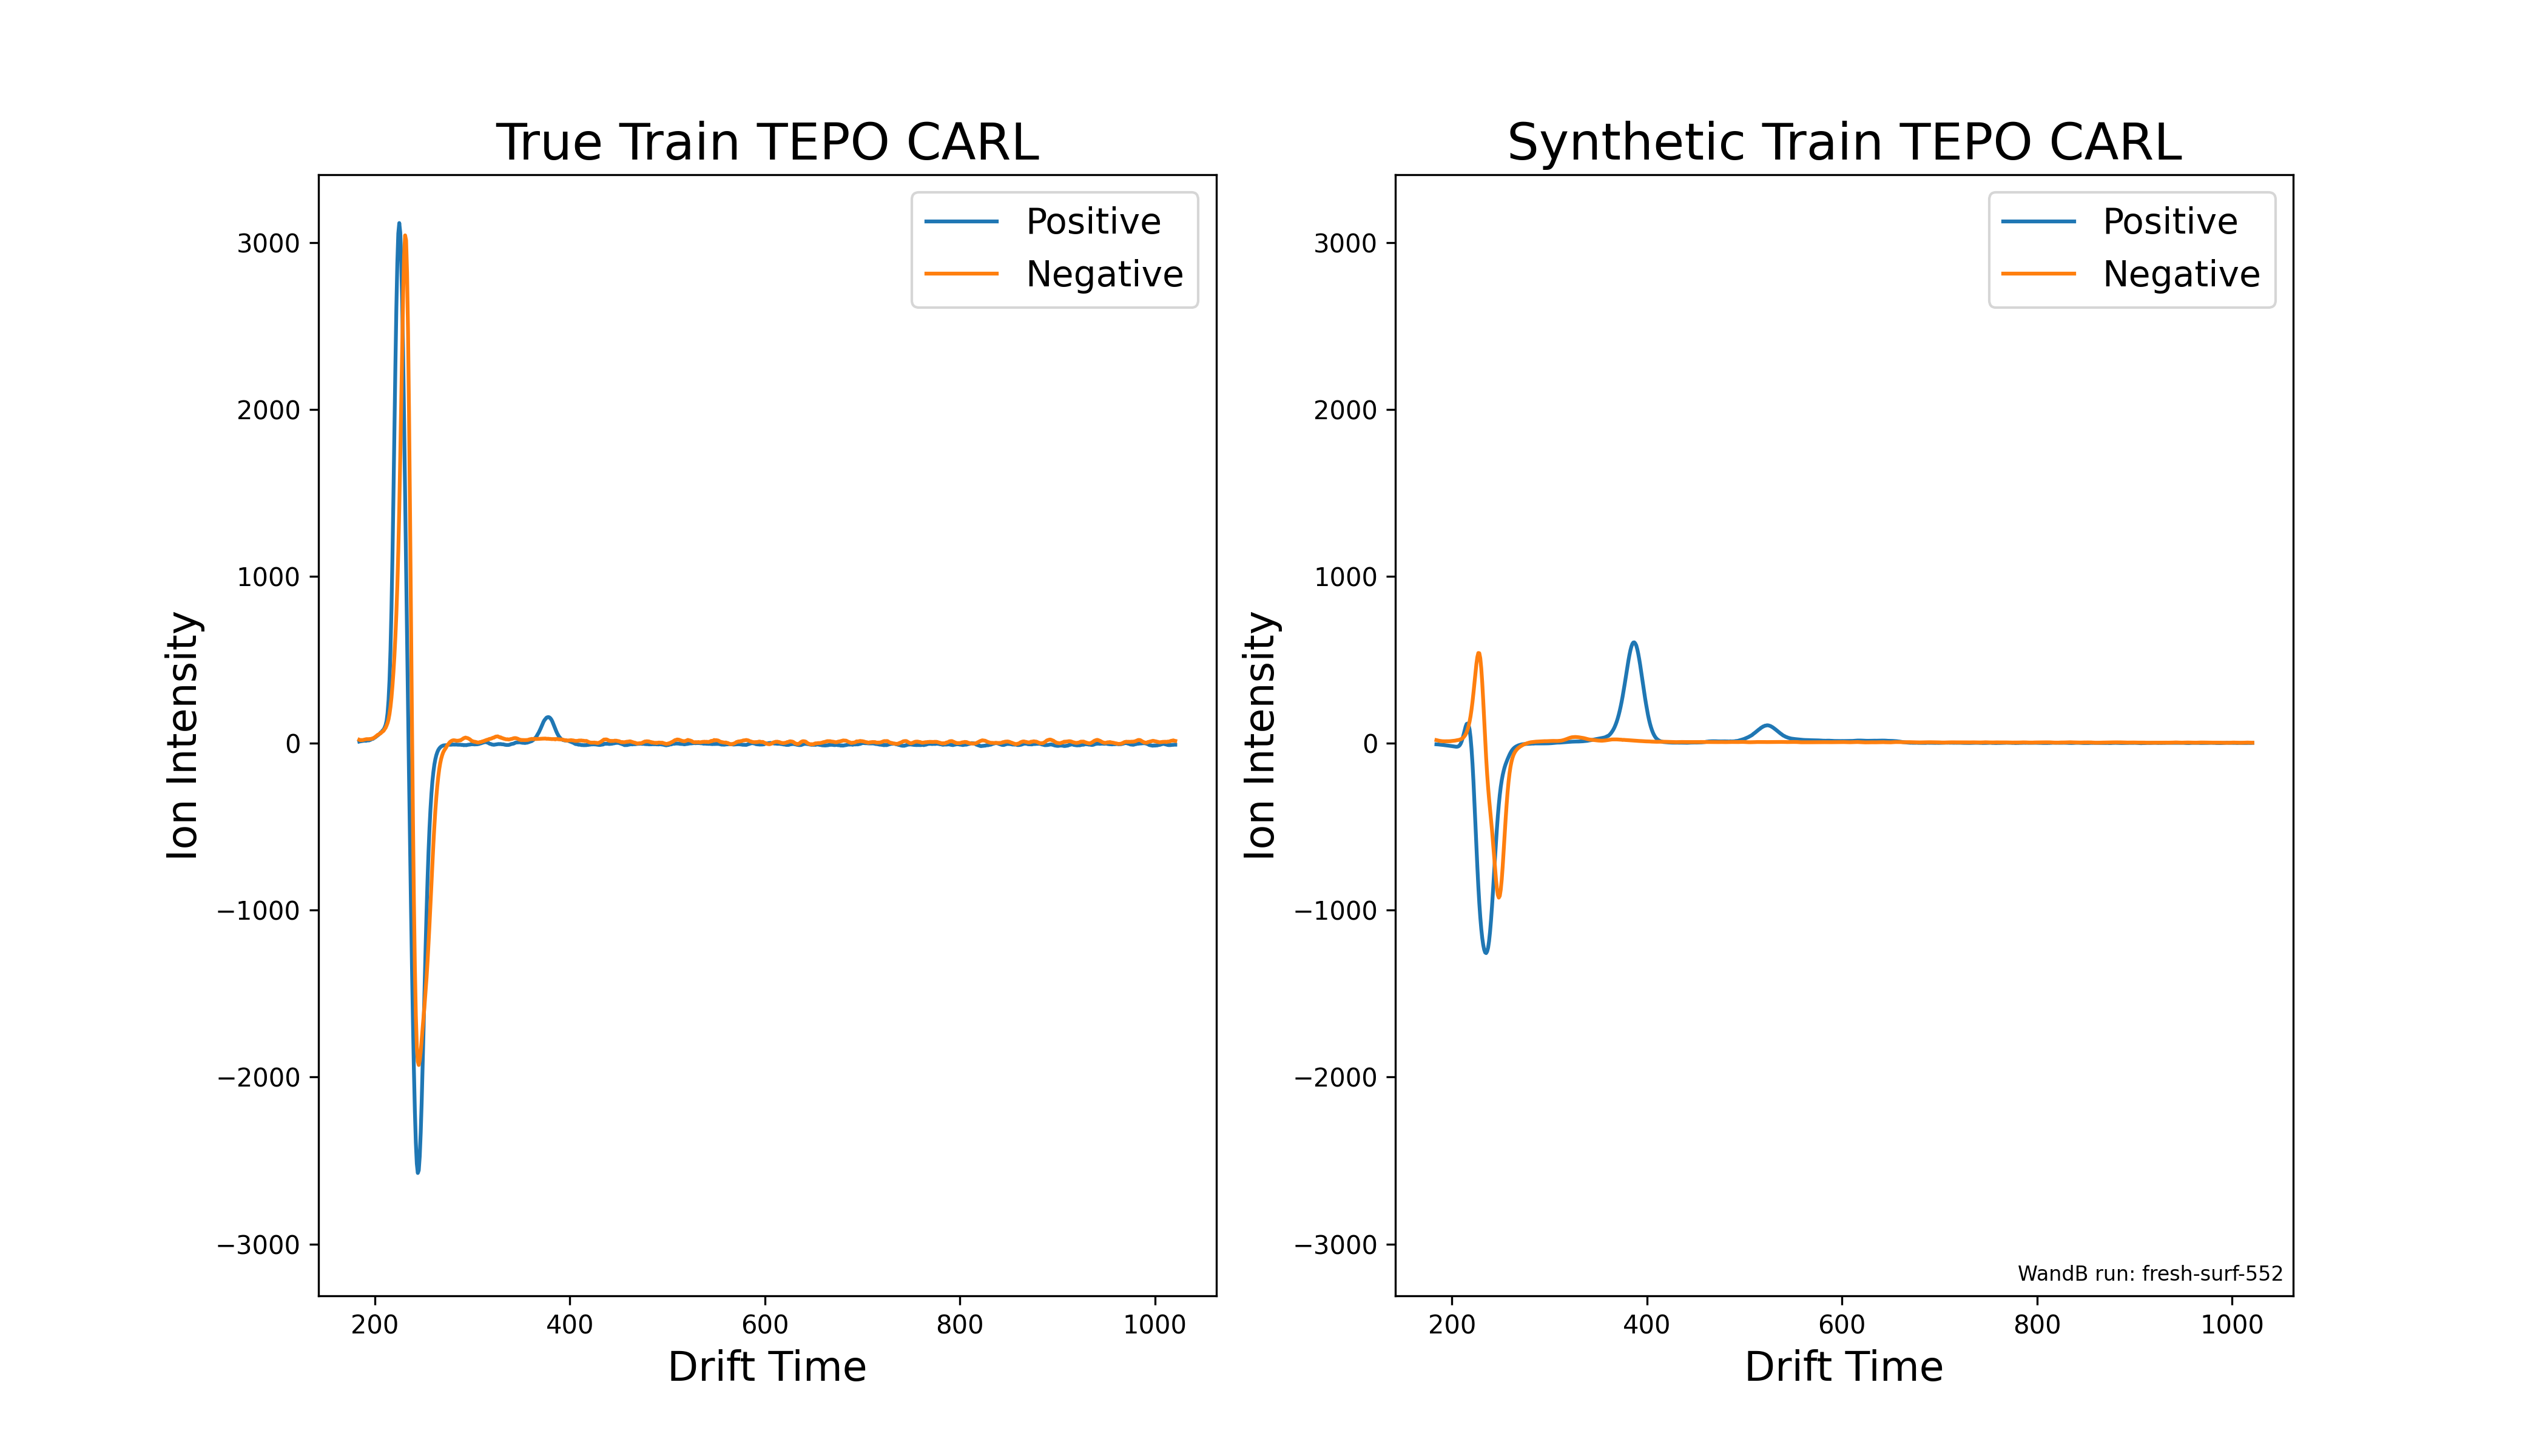 True Train TEPO CARL
Positive
Negative
3000
2000
1000
0
−1000
−2000
−3000
Ion Intensity
200 400 600 800 1000
Drift Time
Synthetic Train TEPO CARL
Positive
Negative
3000
2000
1000
0
−1000
−2000
−3000
Ion Intensity
WandB run: fresh-surf-552
200 400 600 800 1000
Drift Time